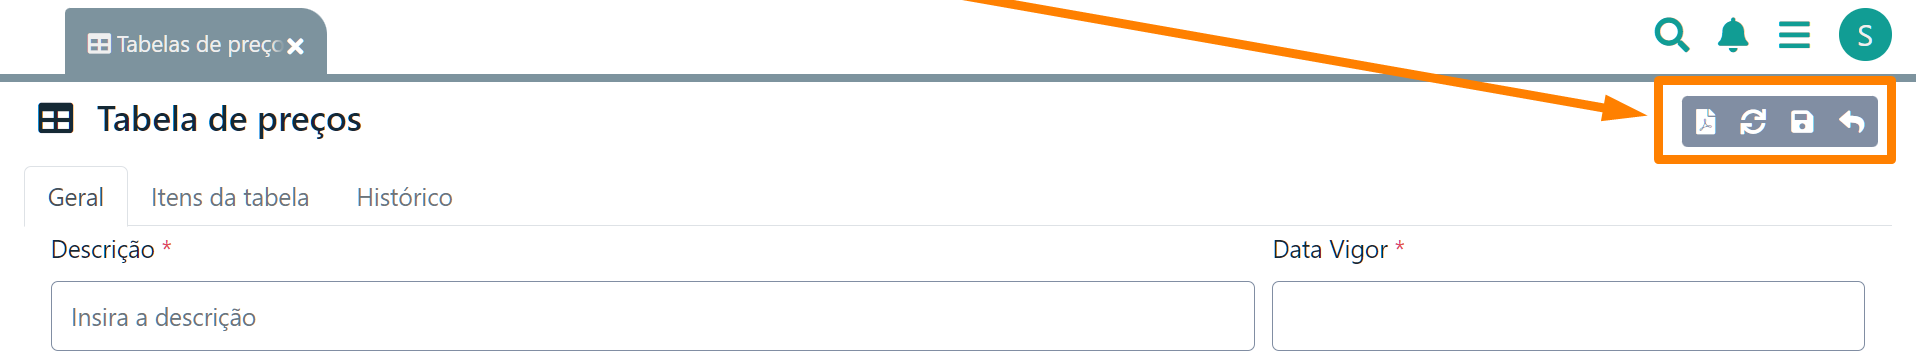 Tabelas de preço
S
Tabela de preços
Geral
Itens da tabela
Histórico
Descrição *
Data Vigor *
Insira a descrição